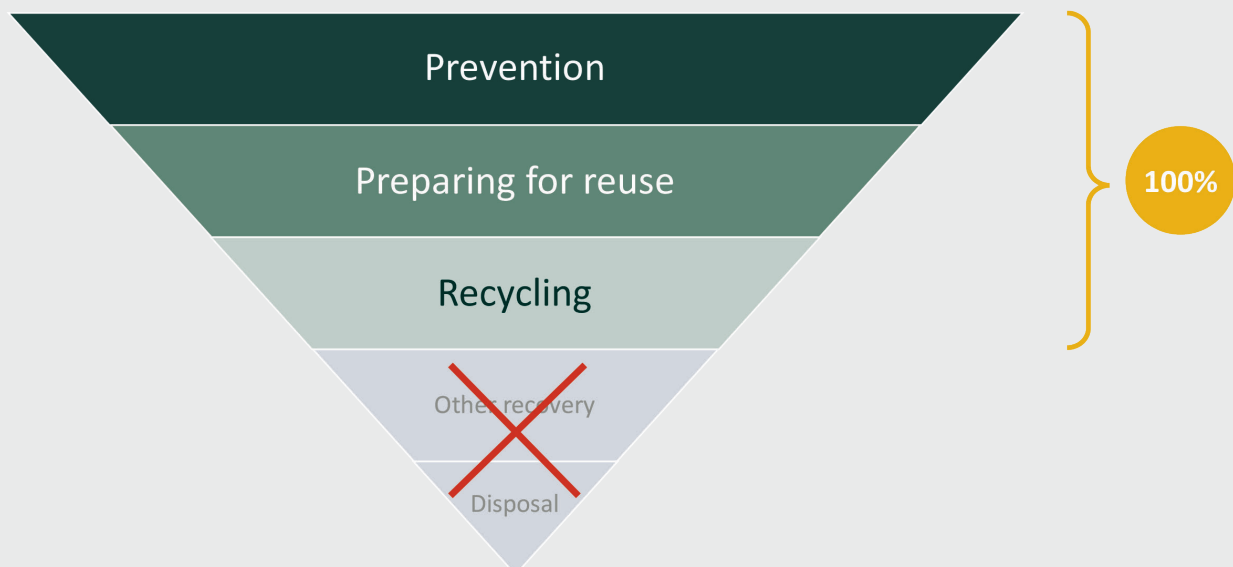 Prevention
Preparing for reuse
100%
Recycling
Other recovery
Disposal